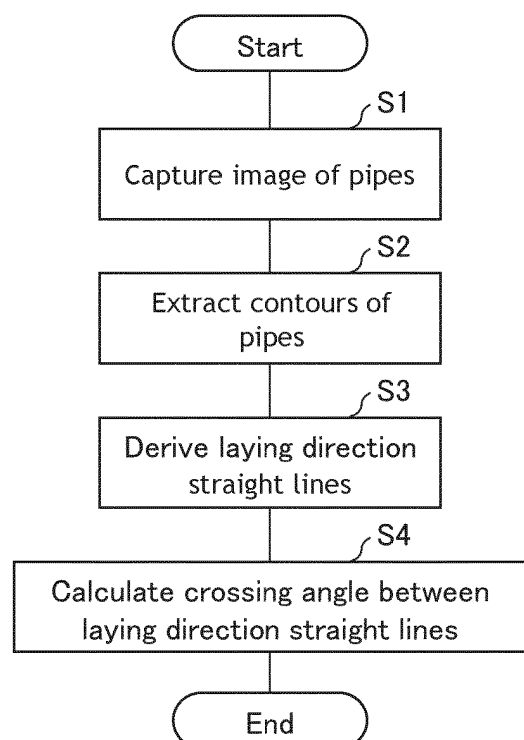 Start
S1
Capture image of pipes
S2
Extract contours of
pipes
S3
Derive laying direction
straight lines
S4
Calculate crossing angle between
laying direction straight lines
End